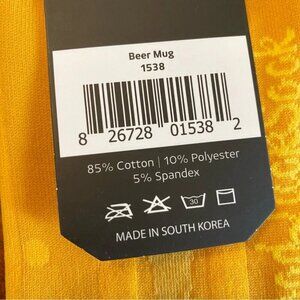 Beer Mug
1538
8 26728 01538 2
85% Cotton | 10% Polyester
5% Spandex
30
MADE IN SOUTH KOREA